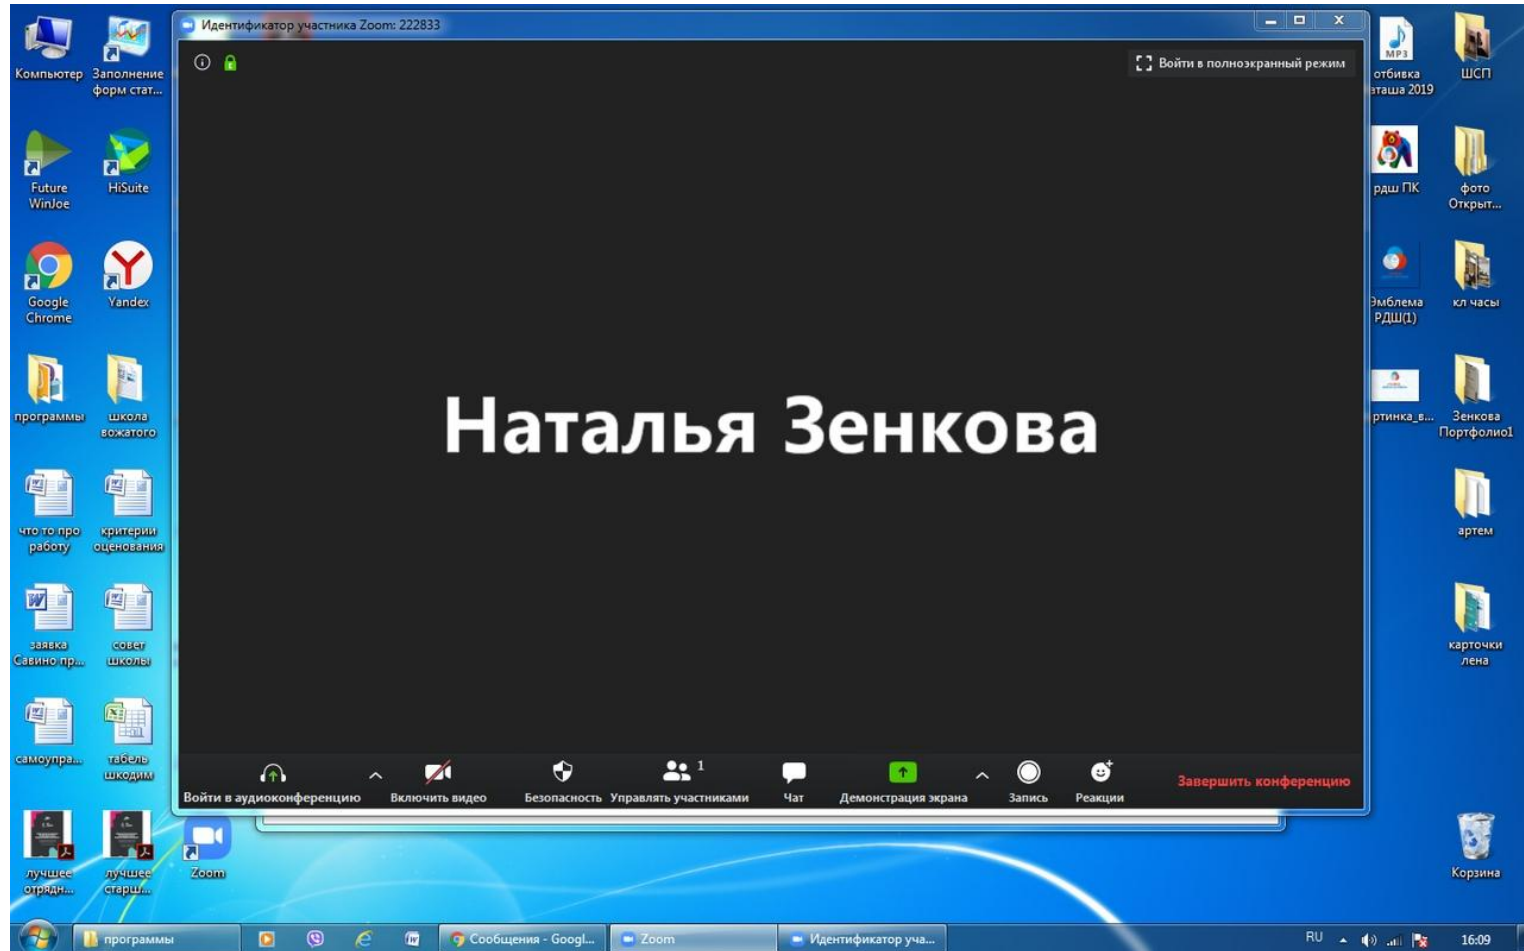 Идентификатор участника Zoom: 222833
Войти в полноэкранный режим
Компьютер
Заполнение
форм стат...
Future
WinJoe
HiSuite
Google
Chrome
Yandex
программы
школа
вожатого
что то про
работу
критерии
оценования
заявка
Савино пр...
совет
школы
самоупра...
табель
шкодим
лучшее
отрядн...
лучшее
старш...
Zoom
Наталья Зенкова
Войти в аудиоконференцию
Включить видео
Безопасность
1
Управлять участниками
Чат
Демонстрация экрана
Запись
Реакции
Завершить конференцию
MP3
отбивка
аташа 2019
ШСП
рдш ПК
фото
Открыт...
Эмблема
РДШ(1)
кл часы
ртинка_в...
Зенкова
Портфолио1
артем
карточки
лена
Корзина
программы
Сообщения - Googl...
Zoom
Идентификатор уча...
RU
16:09